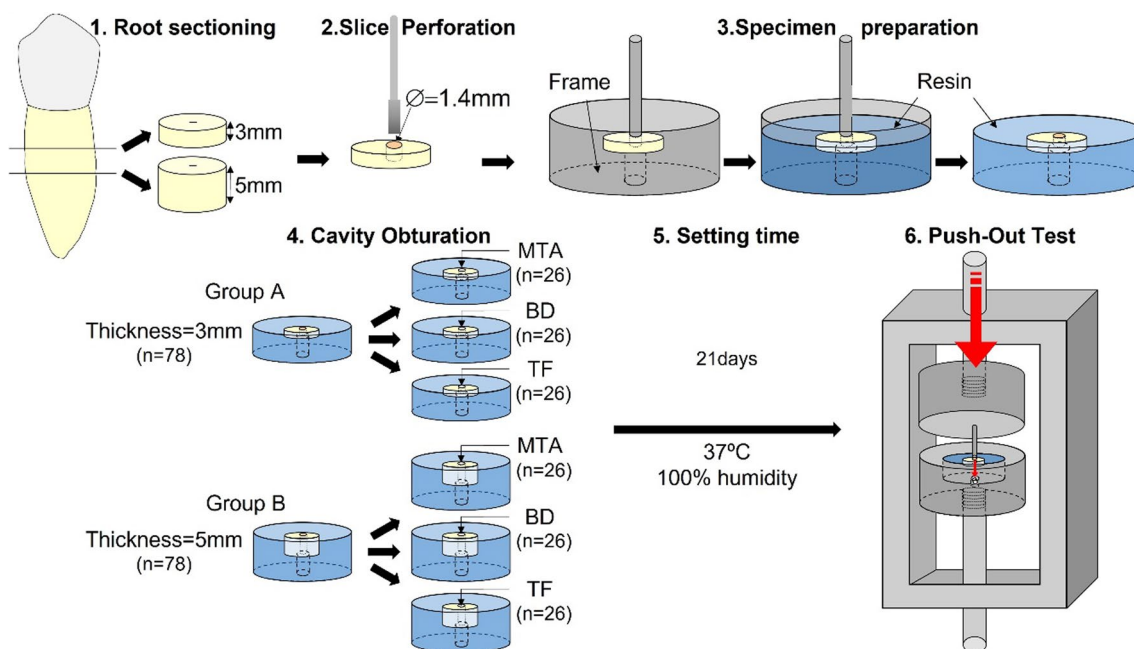 1. Root sectioning
2.Slice Perforation
3.Specimen preparation
Ø=1.4mm
3mm
5mm
Frame
Resin
4. Cavity Obturation
5. Setting time
6. Push-Out Test
Group A
Thickness=3mm
(n=78)
MTA
(n=26)
BD
(n=26)
TF
(n=26)
Group B
Thickness=5mm
(n=78)
MTA
(n=26)
BD
(n=26)
TF
(n=26)
21days
37ºC
100% humidity